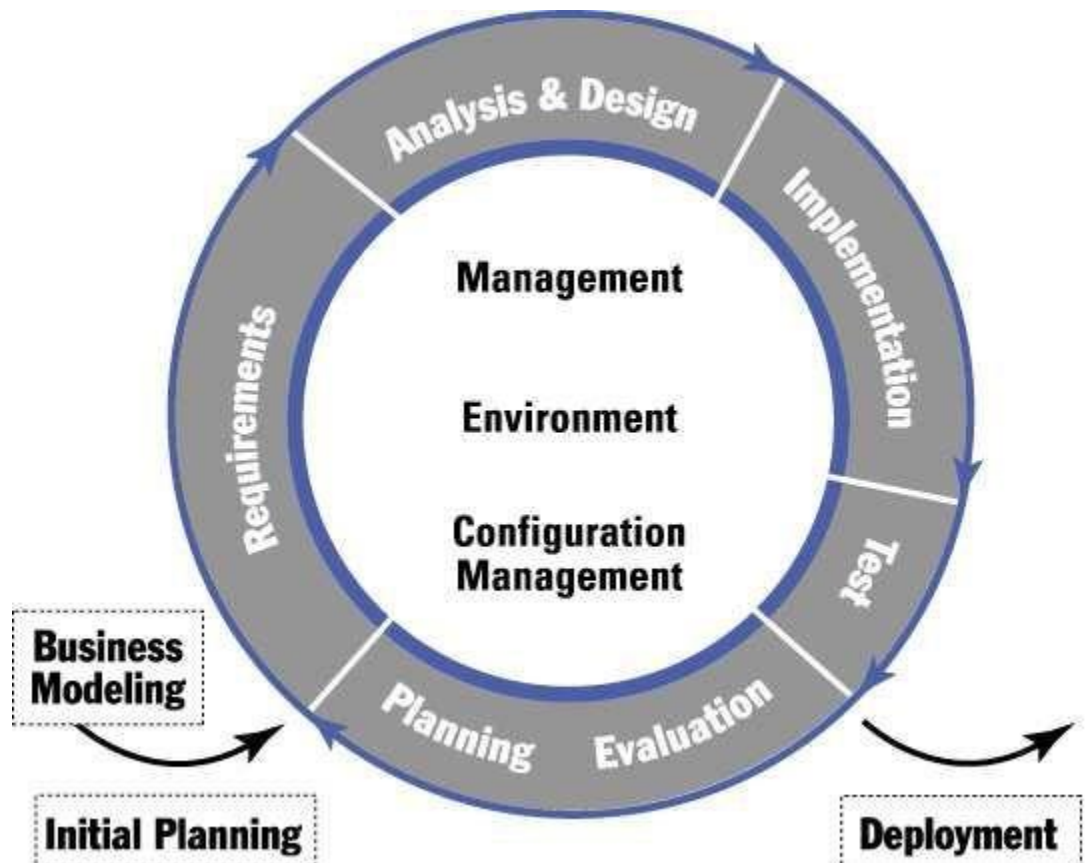 Analysis & Design
Implementation
Management
Requirements
Environment
Configuration
Management
Test
Business
Modeling
Planning
Evaluation
Initial Planning
Deployment